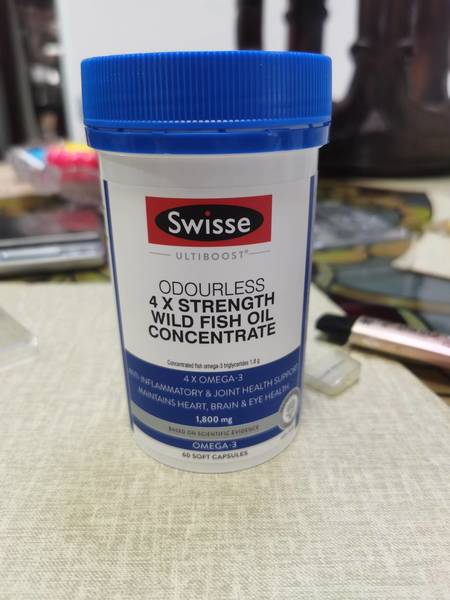 Swisse
ULTIBOOST®
ODOURLESS
4 X STRENGTH
WILD FISH OIL
CONCENTRATE
Concentrated fish omega-3 triglycerides 1.8 g
4 X OMEGA-3
ANTI-INFLAMMATORY & JOINT HEALTH SUPPORT
MAINTAINS HEART, BRAIN & EYE HEALTH
1,800 mg
BASED ON SCIENTIFIC EVIDENCE
OMEGA-3
60 SOFT CAPSULES